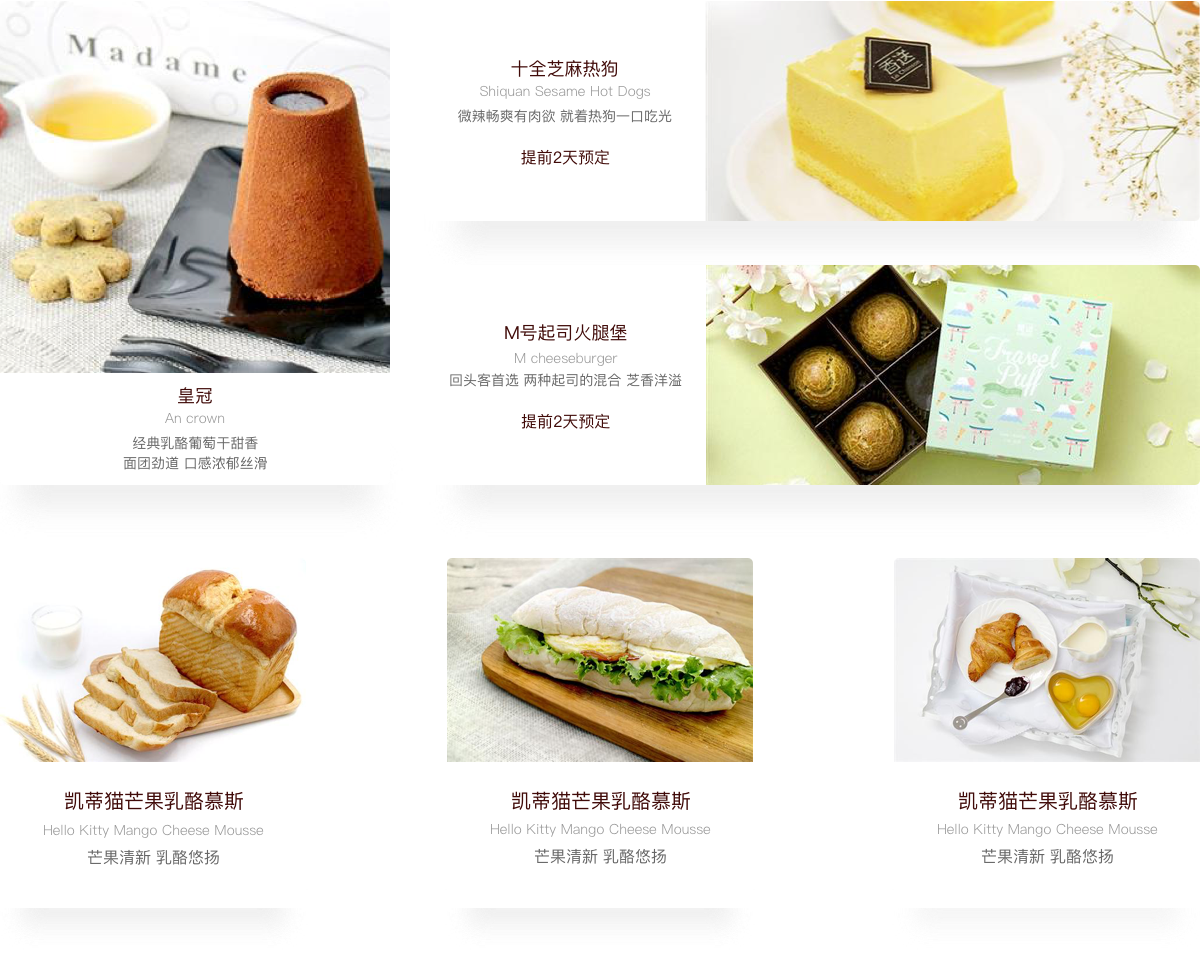 Madame
皇冠
An crown
经典乳酪葡萄干甜香
面团劲道 口感浓郁丝滑
十全芝麻热狗
Shiquan Sesame Hot Dogs
微辣畅爽有肉欲 就着热狗一口吃光
提前2天预定
M号起司火腿堡
M cheeseburger
回头客首选 两种起司的混合 芝香洋溢
提前2天预定
Travel
Puff
凯蒂猫芒果乳酪慕斯
Hello Kitty Mango Cheese Mousse
芒果清新 乳酪悠扬
凯蒂猫芒果乳酪慕斯
Hello Kitty Mango Cheese Mousse
芒果清新 乳酪悠扬
凯蒂猫芒果乳酪慕斯
Hello Kitty Mango Cheese Mousse
芒果清新 乳酪悠扬